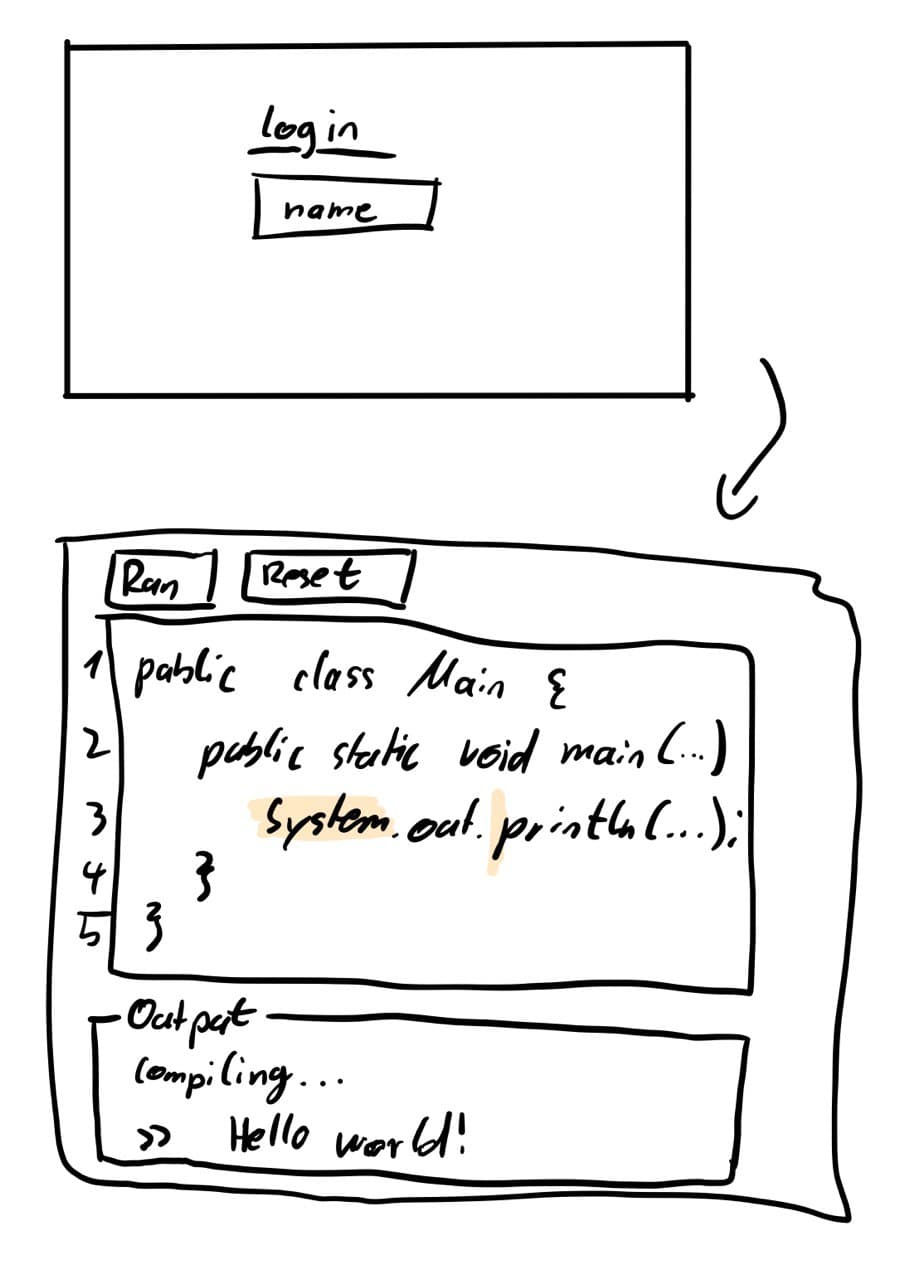 login
name
Run Reset
1 public class Main {
2 public static void main(...)
3 System.out.println(...);
4 }
5 }
Output
Compiling...
>> Hello world!